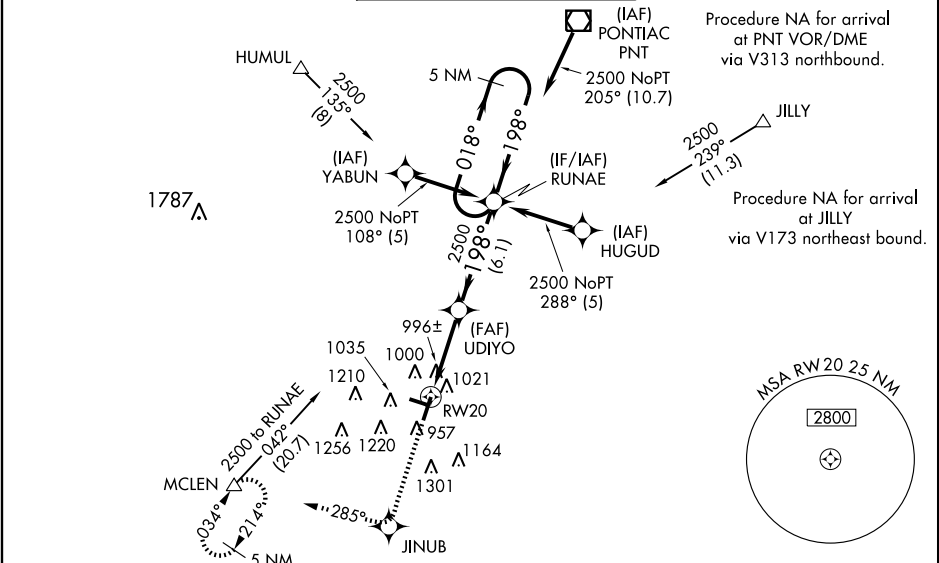 (IAF)
PONTIAC
PNT
Procedure NA for arrival
at PNT VOR/DME
via V313 northbound.
HUMUL
2500
135°
(8)
5 NM
2500 NoPT
205° (10.7)
018°
198°
JILLY
2500
239°
(11.3)
(IAF)
YABUN
(IF/IAF)
RUNAE
1787
2500 NoPT
108° (5)
Procedure NA for arrival
at JILLY
via V173 northeast bound.
(IAF)
HUGUD
2500
198°
(6.1)
2500 NoPT
288° (5)
(FAF)
UDIYO
996±
1035
1000
1021
1210
RW20
MSA RW20 25 NM
2800
2500 to RUNAE
042°
(20.7)
1256
1220
957
1164
1301
MCLEN
034°
214°
5 NM
285°
JINUB